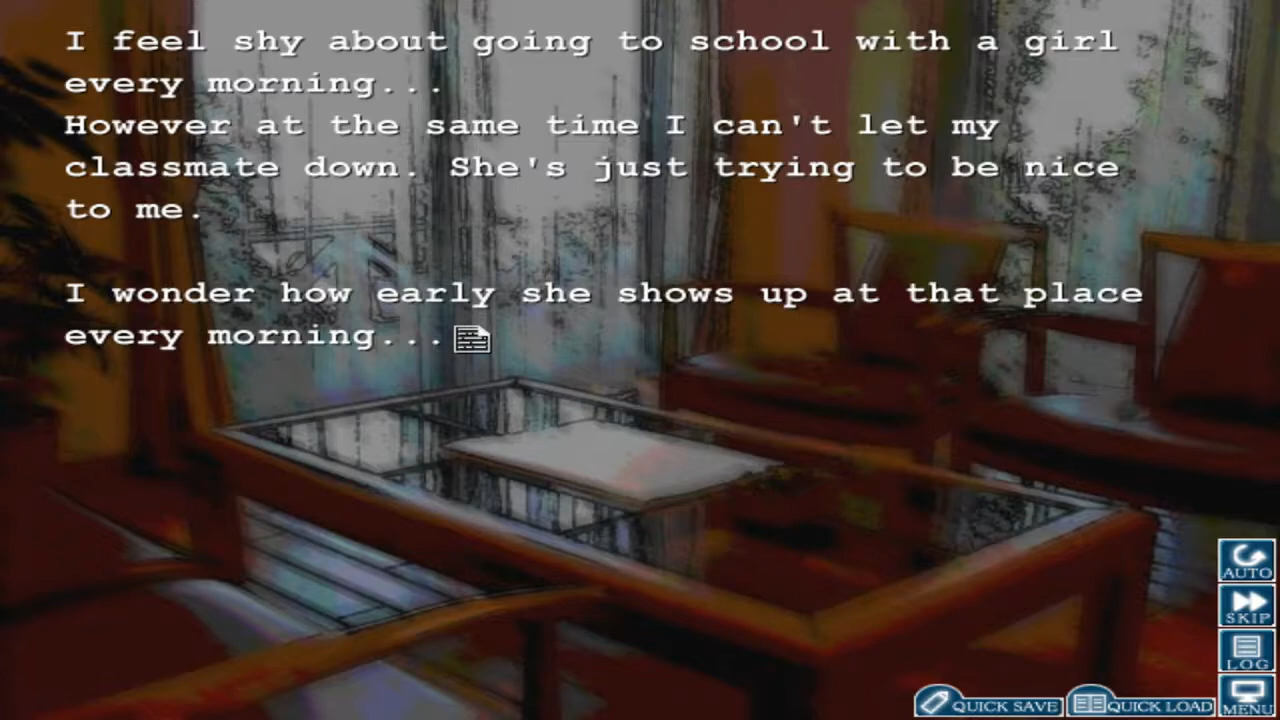 I feel shy about going to school with a girl
every morning...
However at the same time I can't let my
classmate down. She's just trying to be nice
to me.
I wonder how early she shows up at that place
every morning...
AUTO
SKIP
LOG
QUICK SAVE
QUICK LOAD
MENU